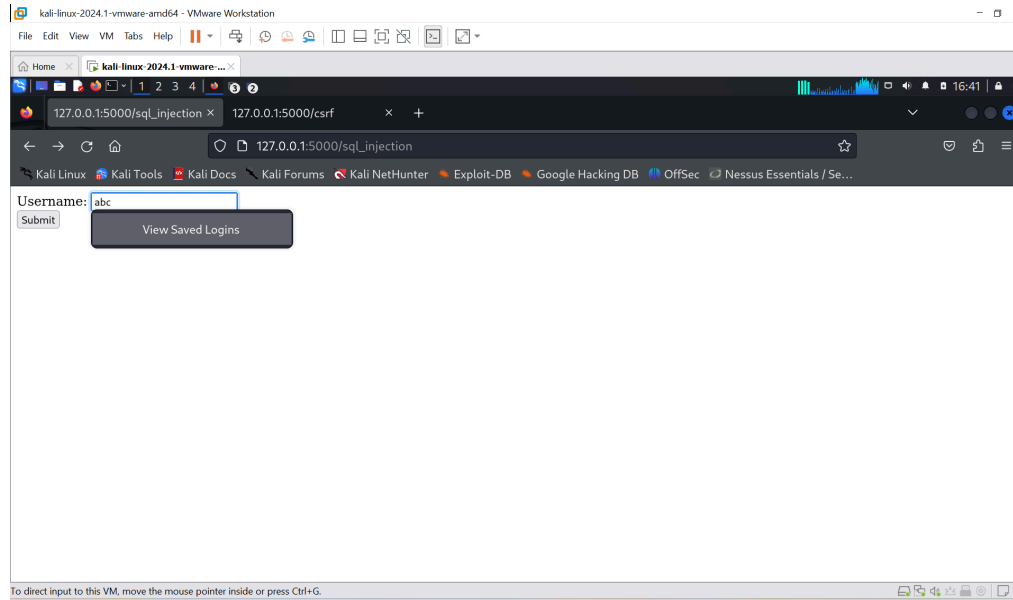 kali-linux-2024.1-vmware-amd64 - VMware Workstation
File Edit View VM Tabs Help
Home kali-linux-2024.1-vmware-...
1 2 3 4 3 2 16:41
127.0.0.1:5000/sql_injection 127.0.0.1:5000/csrf
127.0.0.1:5000/sql_injection
Kali Linux Kali Tools Kali Docs Kali Forums Kali NetHunter Exploit-DB Google Hacking DB OffSec Nessus Essentials / Se...
Username: abc
Submit
View Saved Logins
To direct input to this VM, move the mouse pointer inside or press Ctrl+G.